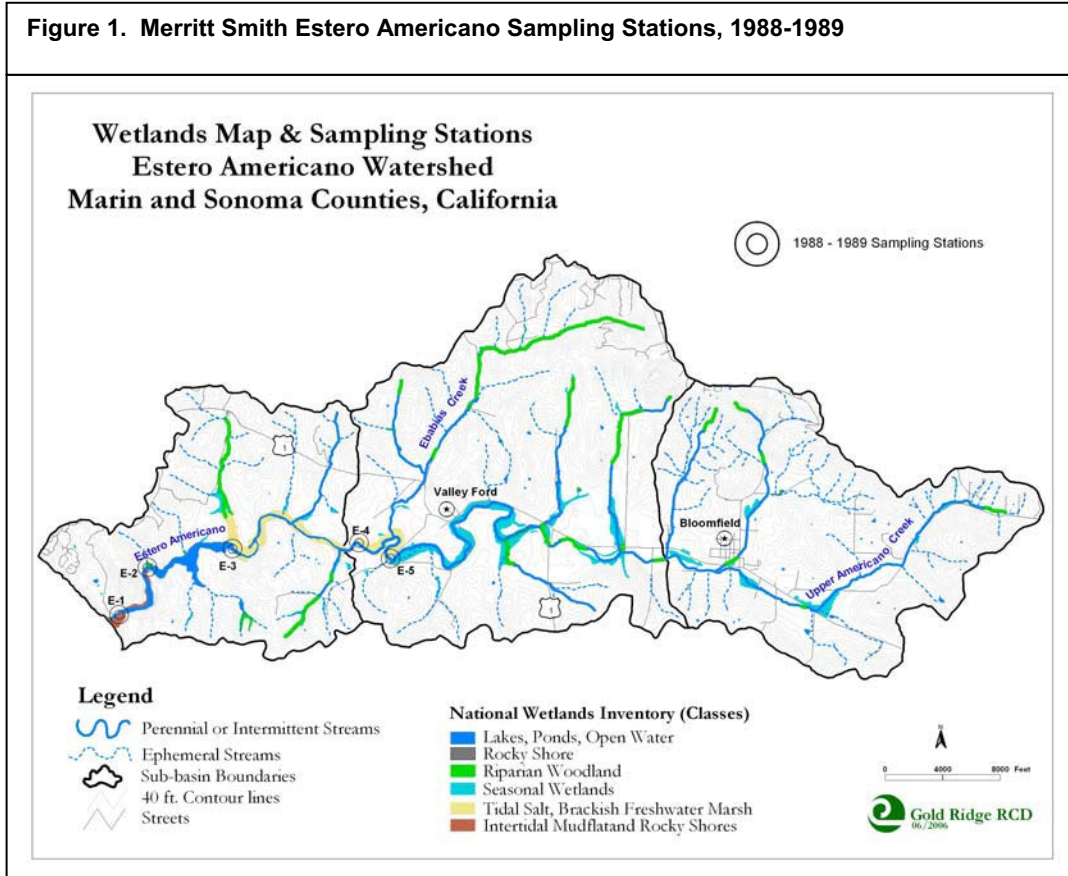 Figure 1. Merritt Smith Estero Americano Sampling Stations, 1988-1989
Wetlands Map & Sampling Stations
Estero Americano Watershed
Marin and Sonoma Counties, California
1988 - 1989 Sampling Stations
Ebabias Creek
1
Valley Ford
E-4
Bloomfield
Estero Americano
E-3
E-5
E-2
Upper Americano Creek
E-1
1
Legend
Perennial or Intermittent Streams
Ephemeral Streams
Sub-basin Boundaries
40 ft. Contour lines
Streets
National Wetlands Inventory (Classes)
Lakes, Ponds, Open Water
Rocky Shore
Riparian Woodland
Seasonal Wetlands
Tidal Salt, Brackish Freshwater Marsh
Intertidal Mudflatand Rocky Shores
N
0 4000 8000 Feet
Gold Ridge RCD
06/2006